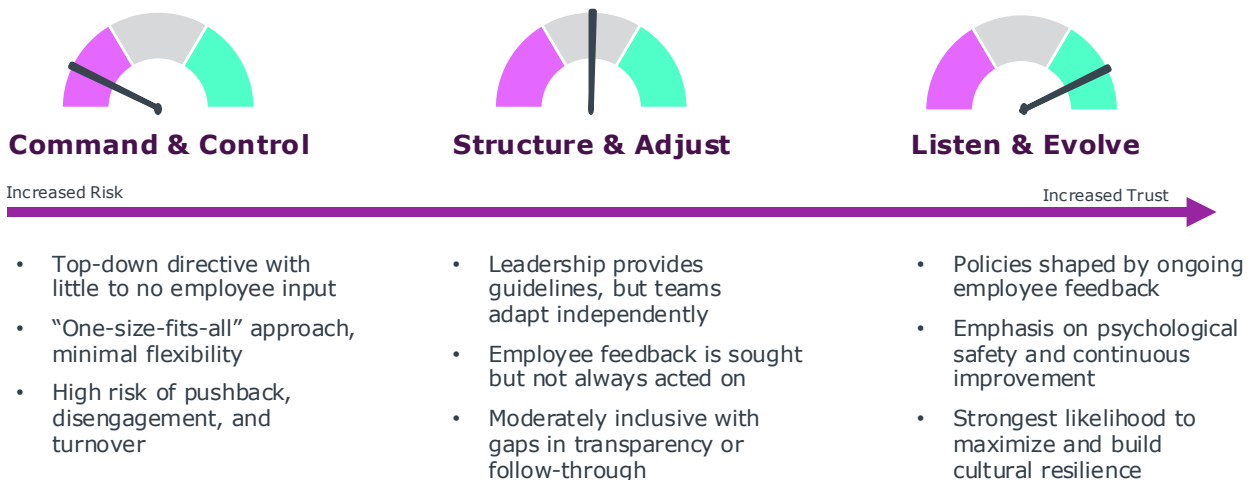 Command & Control
Structure & Adjust
Listen & Evolve
Increased Risk
Increased Trust
• Top-down directive with
little to no employee input
• “One-size-fits-all” approach,
minimal flexibility
• High risk of pushback,
disengagement, and
turnover
• Leadership provides
guidelines, but teams
adapt independently
• Employee feedback is sought
but not always acted on
• Moderately inclusive with
gaps in transparency or
follow-through
• Policies shaped by ongoing
employee feedback
• Emphasis on psychological
safety and continuous
improvement
• Strongest likelihood to
maximize and build
cultural resilience